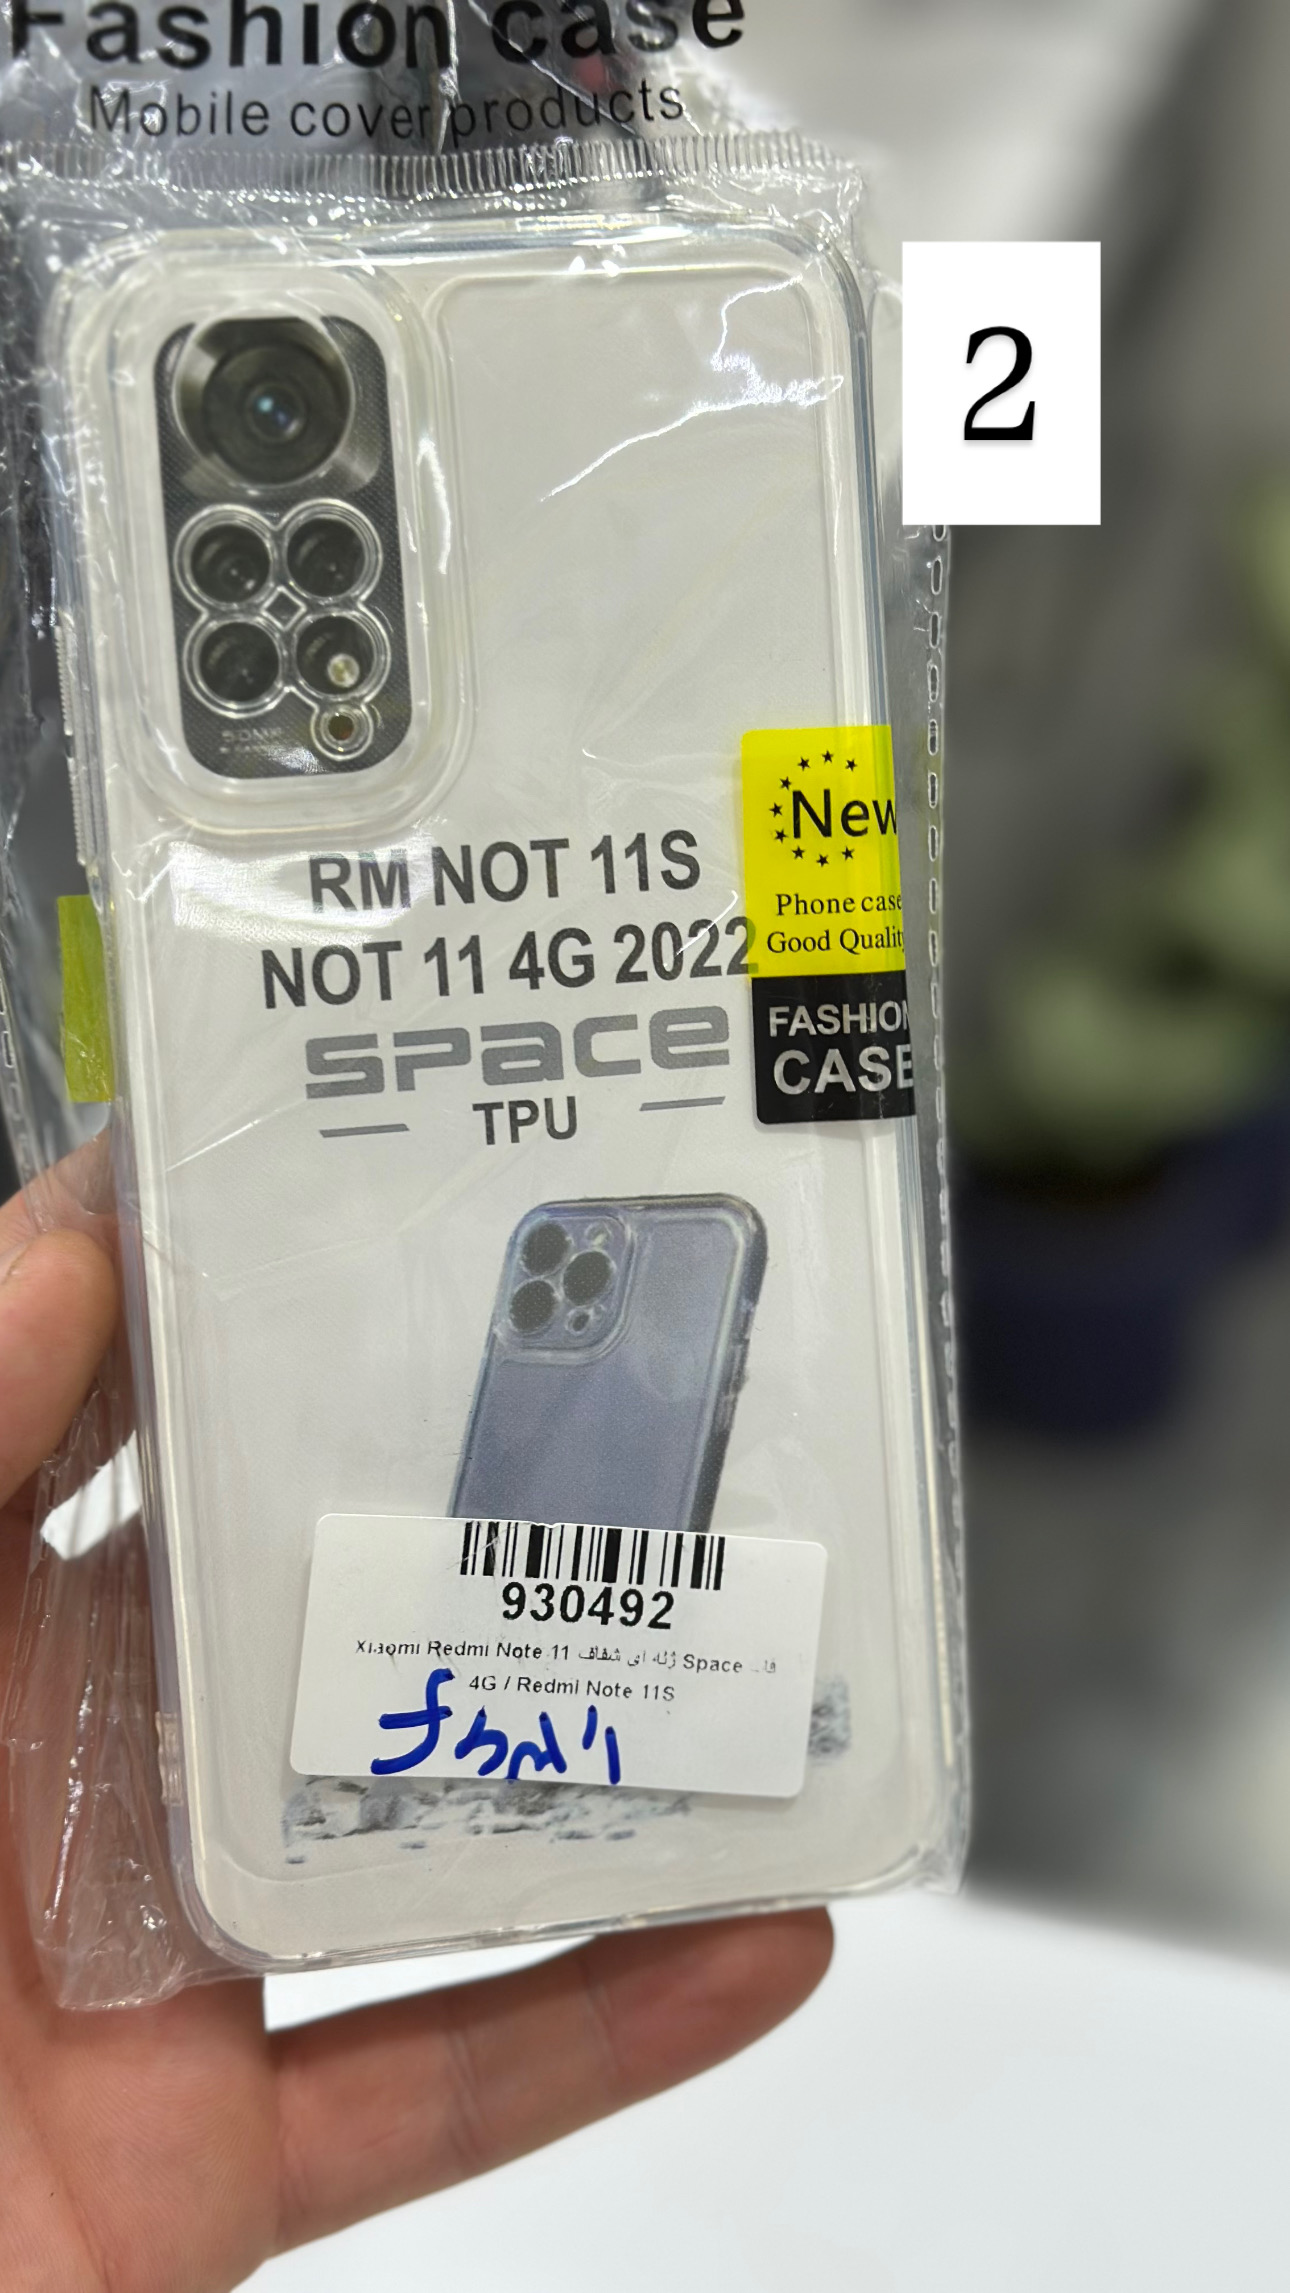 Fashion case
Mobile cover products
2
50MP
RM NOT 11S
NOT 11 4G 2022
SPACE
TPU
New
Phone case
Good Quality
FASHION
CASE
930492
قاب Space ژله ای شفاف Xiaomi Redmi Note 11
4G / Redmi Note 11S